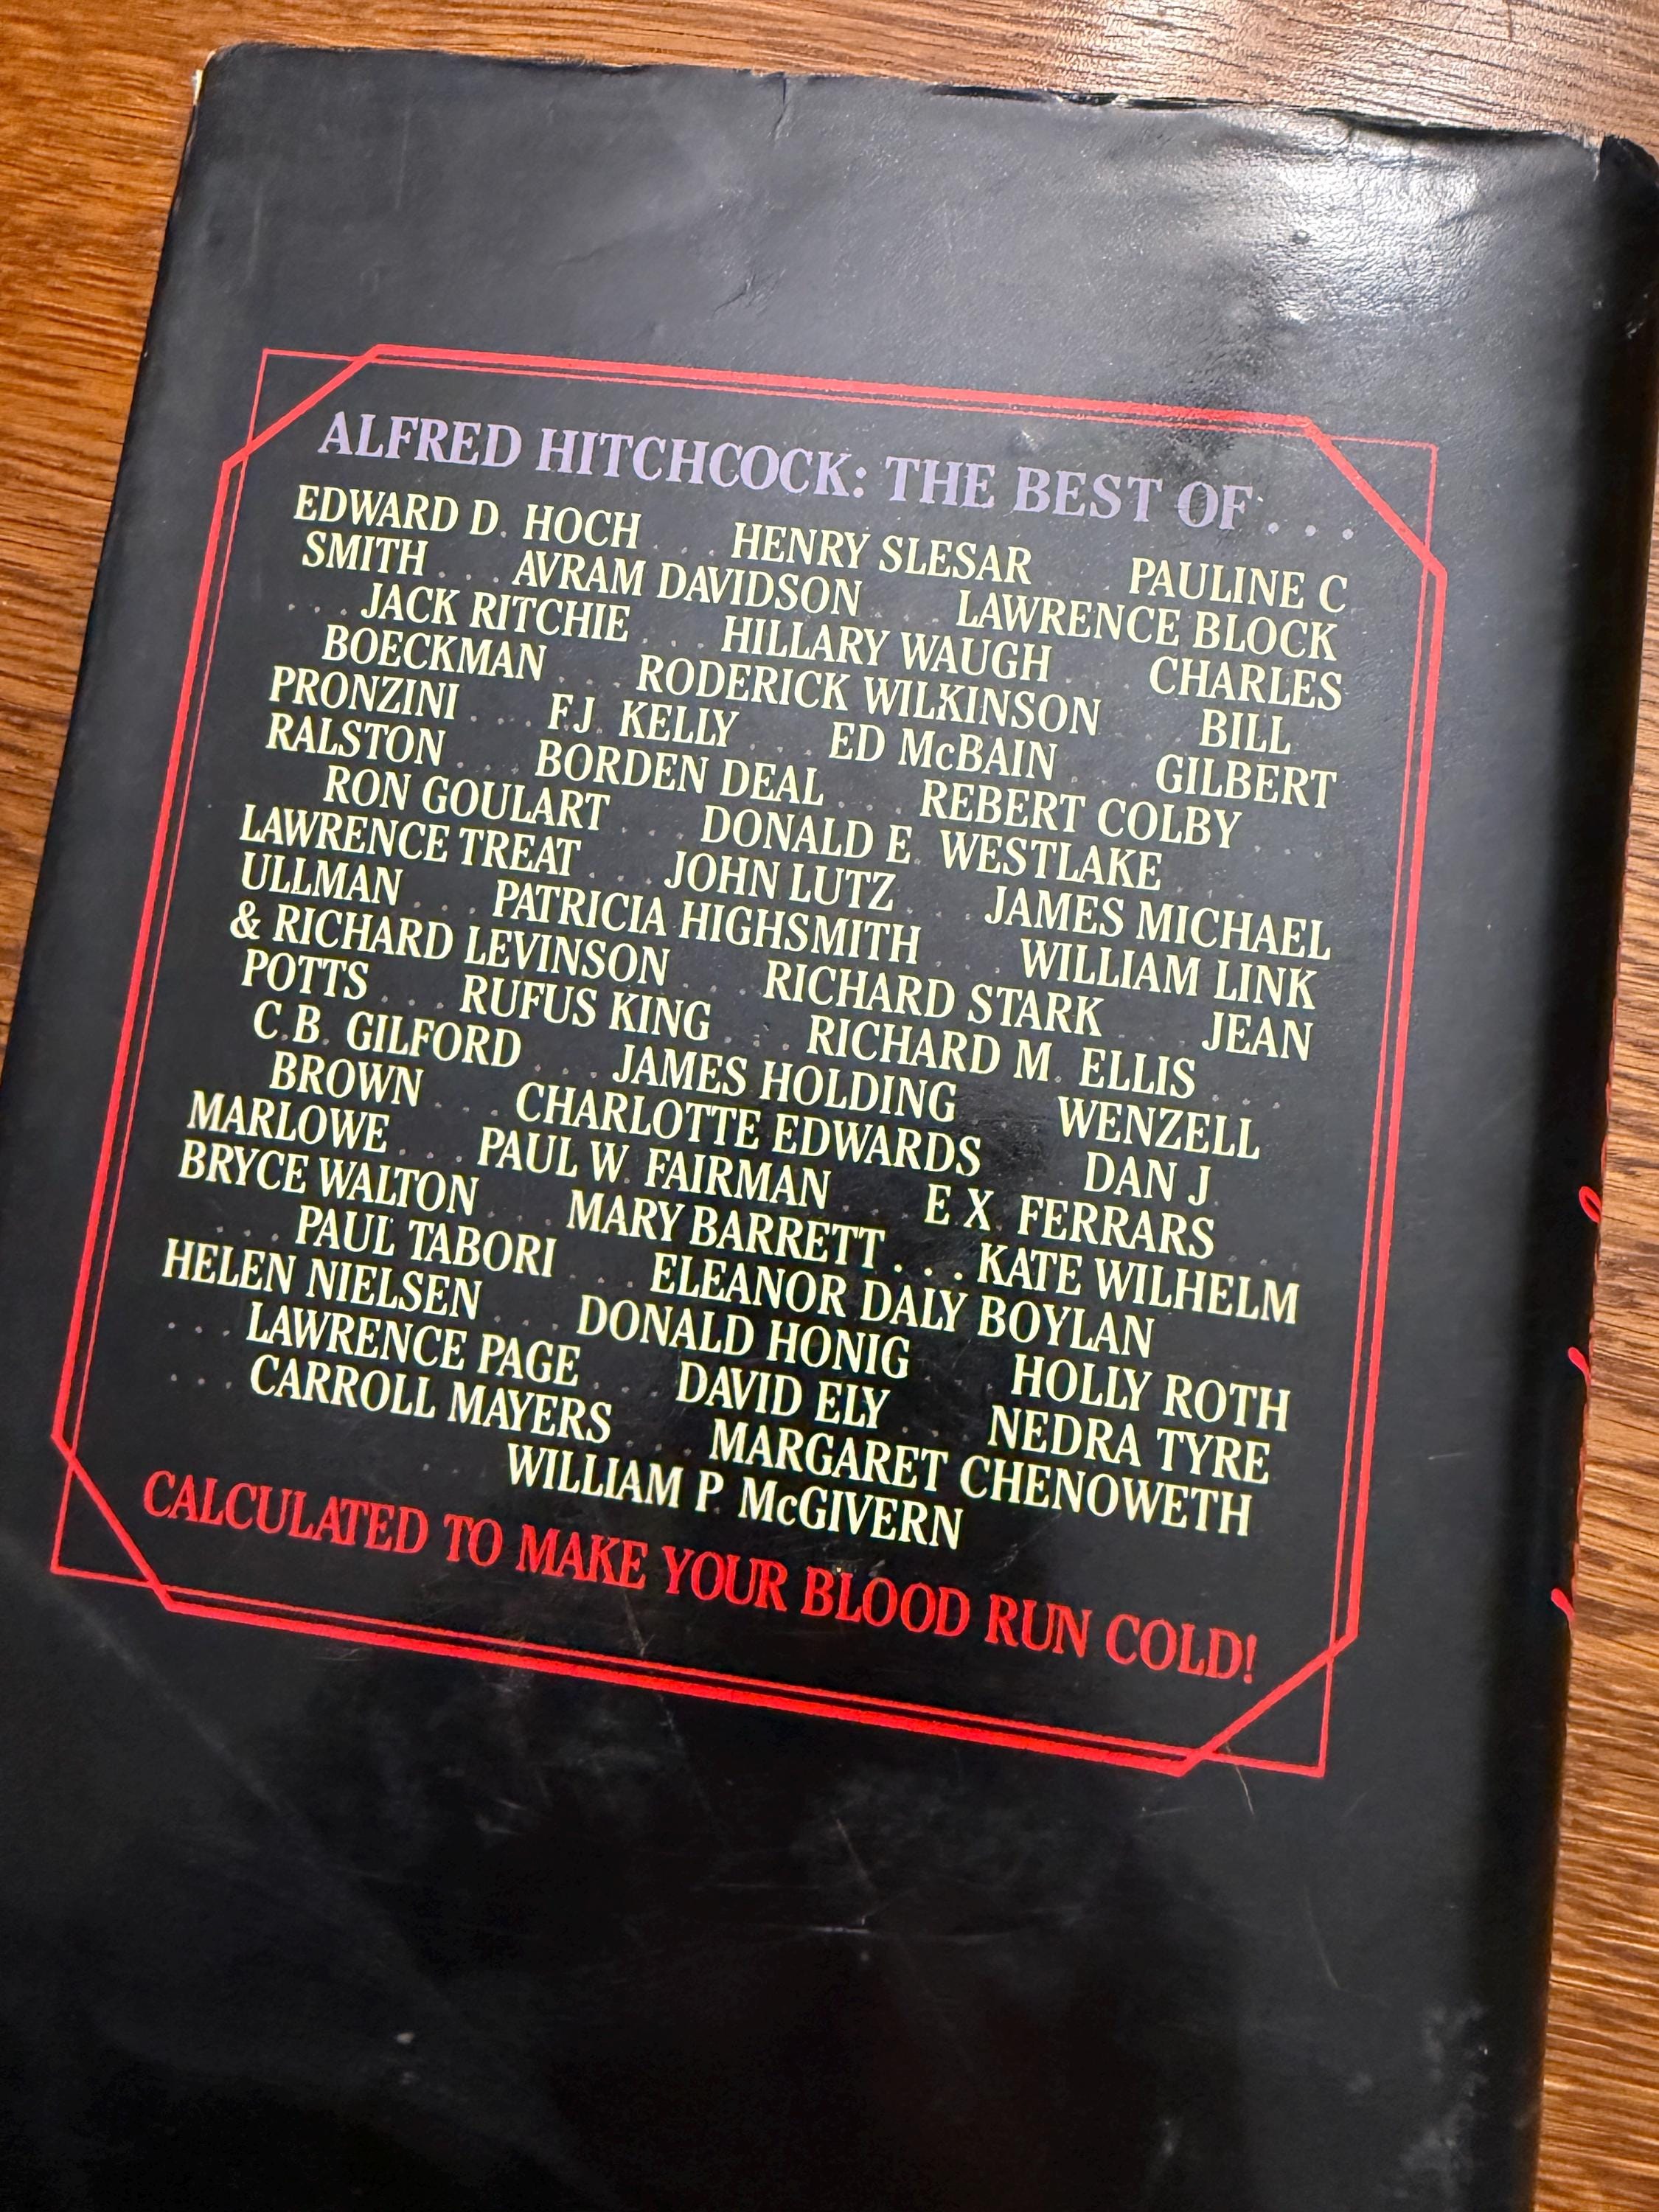 ALFRED HITCHCOCK: THE BEST OF . . .
EDWARD D. HOCH . . . . HENRY SLESAR . . . . PAULINE C
SMITH . . . . AVRAM DAVIDSON . . . . LAWRENCE BLOCK
. . . . JACK RITCHIE . . . . HILLARY WAUGH . . . . CHARLES
BOECKMAN . . . . RODERICK WILKINSON . . . . BILL
PRONZINI . . . . F.J. KELLY . . . . ED McBAIN . . . . GILBERT
RALSTON . . . . BORDEN DEAL . . . . REBERT COLBY . . . .
RON GOULART . . . . DONALD E. WESTLAKE . . . .
LAWRENCE TREAT . . . . JOHN LUTZ . . . . JAMES MICHAEL
ULLMAN . . . . PATRICIA HIGHSMITH . . . . WILLIAM LINK
& RICHARD LEVINSON . . . . RICHARD STARK . . . . JEAN
POTTS . . . . RUFUS KING . . . . RICHARD M. ELLIS . . . .
C.B. GILFORD . . . . JAMES HOLDING . . . . WENZELL
BROWN . . . . CHARLOTTE EDWARDS . . . . DAN J.
MARLOWE . . . . PAUL W. FAIRMAN . . . . E.X. FERRARS . . . .
BRYCE WALTON . . . . MARY BARRETT . . . KATE WILHELM
. . . . PAUL TABORI . . . . ELEANOR DALY BOYLAN . . . .
HELEN NIELSEN . . . . DONALD HONIG . . . . HOLLY ROTH
. . . . LAWRENCE PAGE . . . . DAVID ELY . . . . NEDRA TYRE
. . . . CARROLL MAYERS . . . . MARGARET CHENOWETH
. . . . WILLIAM P. McGIVERN
CALCULATED TO MAKE YOUR BLOOD RUN COLD!